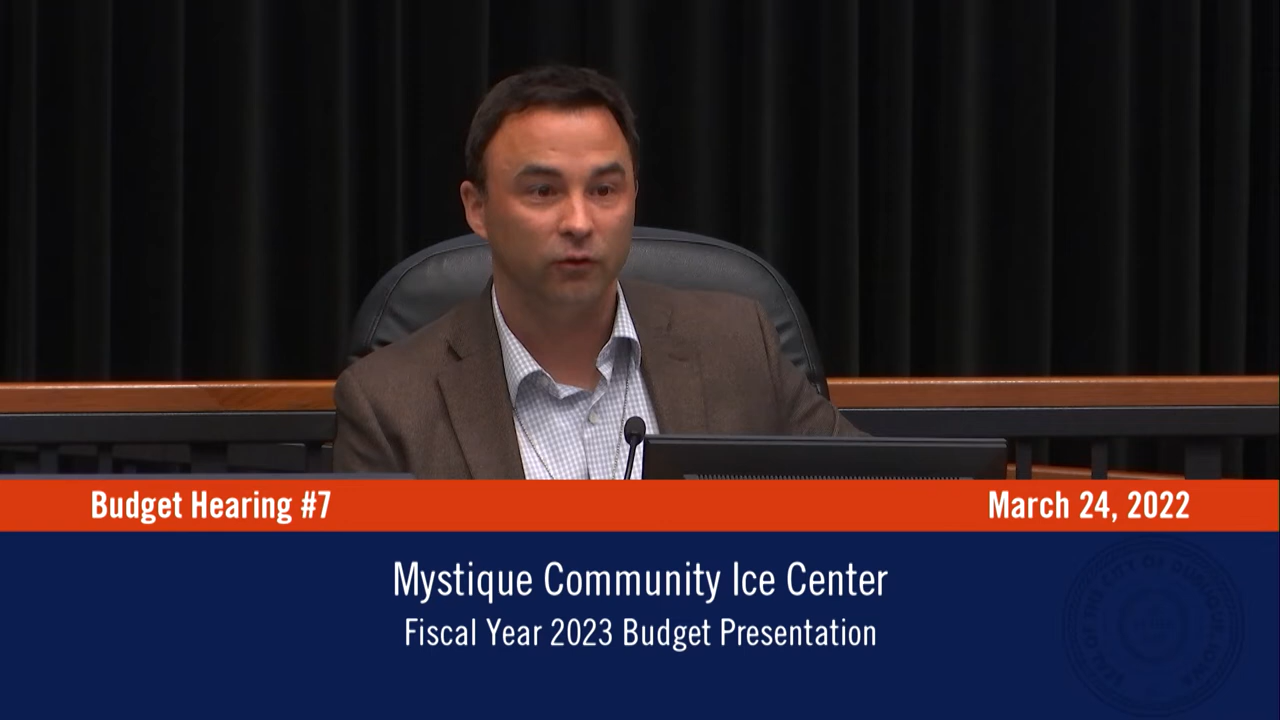 Budget Hearing #7
March 24, 2022
Mystique Community Ice Center
Fiscal Year 2023 Budget Presentation